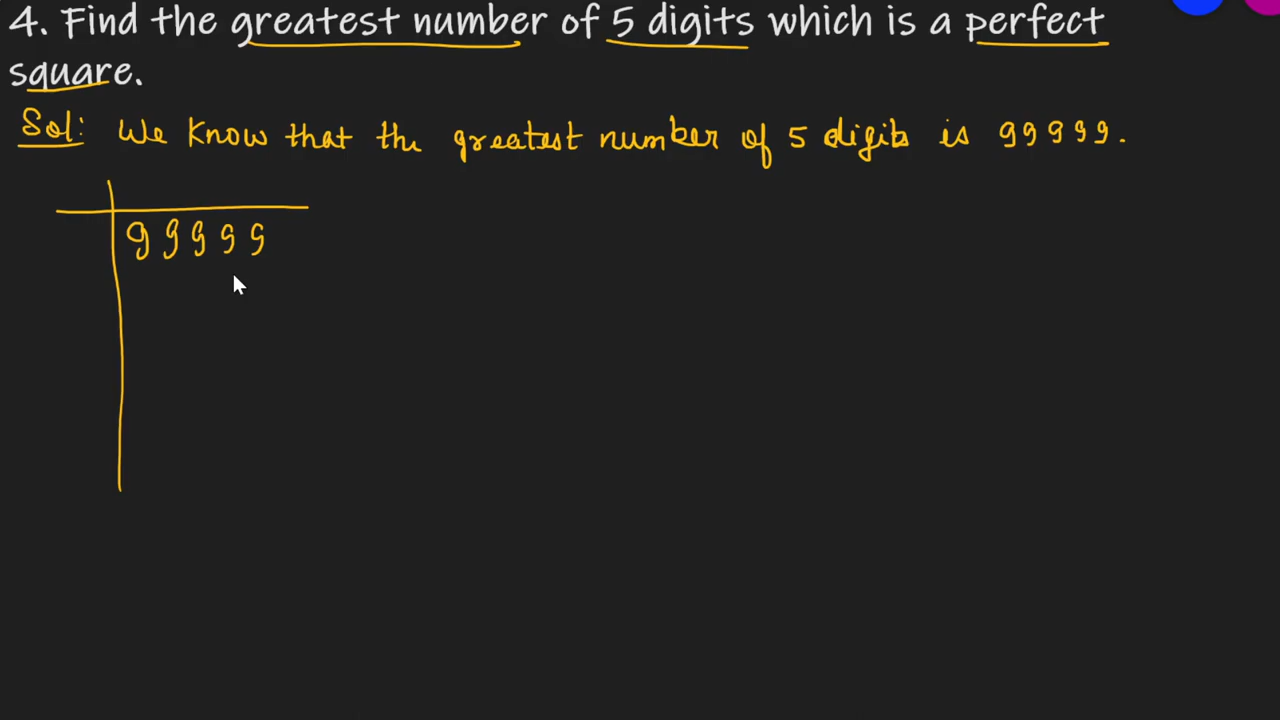 4. Find the greatest number of 5 digits which is a perfect
square.
Sol: We know that the greatest number of 5 digits is 99999.
99999